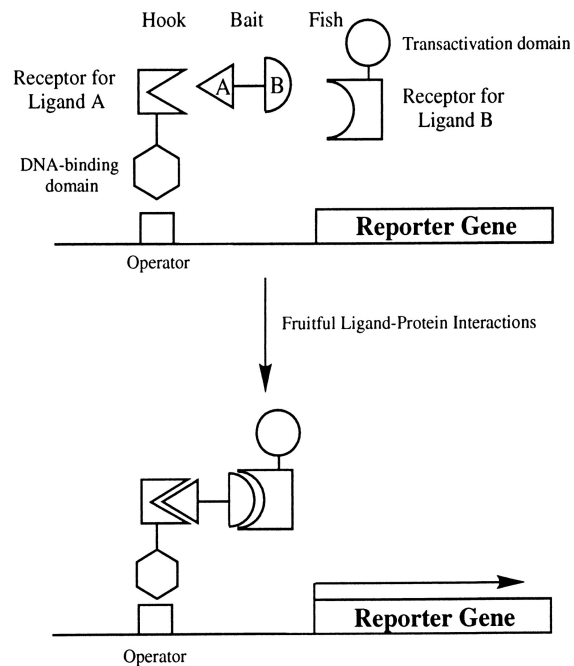 Hook Bait Fish
Transactivation domain
Receptor for
Ligand A
A B
Receptor for
Ligand B
DNA-binding
domain
Reporter Gene
Operator
Fruitful Ligand-Protein Interactions
Reporter Gene
Operator